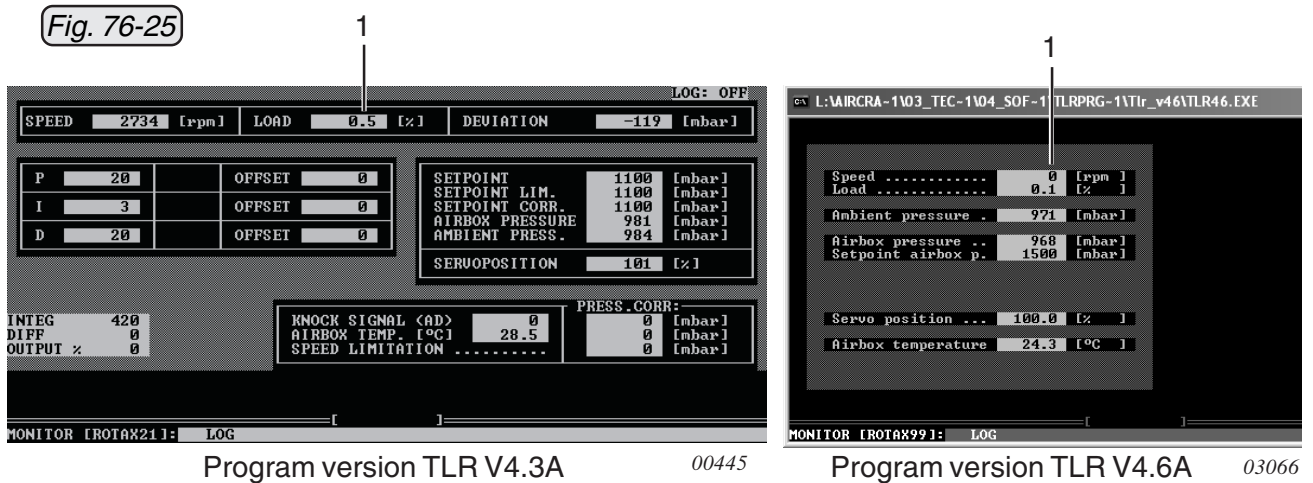 Fig. 76-25
1
LOG: OFF
SPEED 2734 [rpm] LOAD 0.5 [%] DEVIATION -119 [mbar]
P 20 OFFSET 0
I 3 OFFSET 0
D 20 OFFSET 0
SETPOINT 1100 [mbar]
SETPOINT LIM. 1100 [mbar]
SETPOINT CORR. 1100 [mbar]
AIRBOX PRESSURE 981 [mbar]
AMBIENT PRESS. 984 [mbar]
SERVOPOSITION 101 [%]
INTEG 420
DIFF 0
OUTPUT % 0
PRESS.CORR:
KNOCK SIGNAL (AD) 0 0 [mbar]
AIRBOX TEMP. [ºC] 28.5 0 [mbar]
SPEED LIMITATION .......... 0 [mbar]
[ ]
MONITOR [ROTAX21]: LOG
Program version TLR V4.3A 00445
1
L:\AIRCRA~1\03_TEC~1\04_SOF~1\TLRPRG~1\Tlr_v46\TLR46.EXE
Speed ............ 0 [rpm ]
Load ............. 0.1 [% ]
Ambient pressure . 971 [mbar]
Airbox pressure .. 968 [mbar]
Setpoint airbox p. 1500 [mbar]
Servo position ... 100.0 [% ]
Airbox temperature 24.3 [ºC ]
[ ]
MONITOR [ROTAX99]: LOG
Program version TLR V4.6A 03066